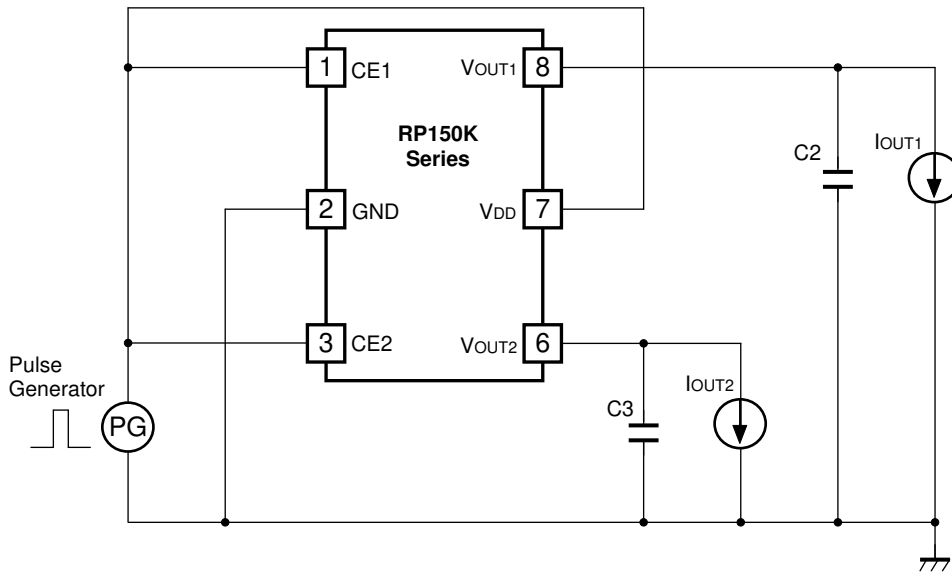 1 CE1
VOUT1 8
RP150K
Series
C2
IOUT1
2 GND
VDD 7
3 CE2
VOUT2 6
Pulse
Generator
PG
C3
IOUT2